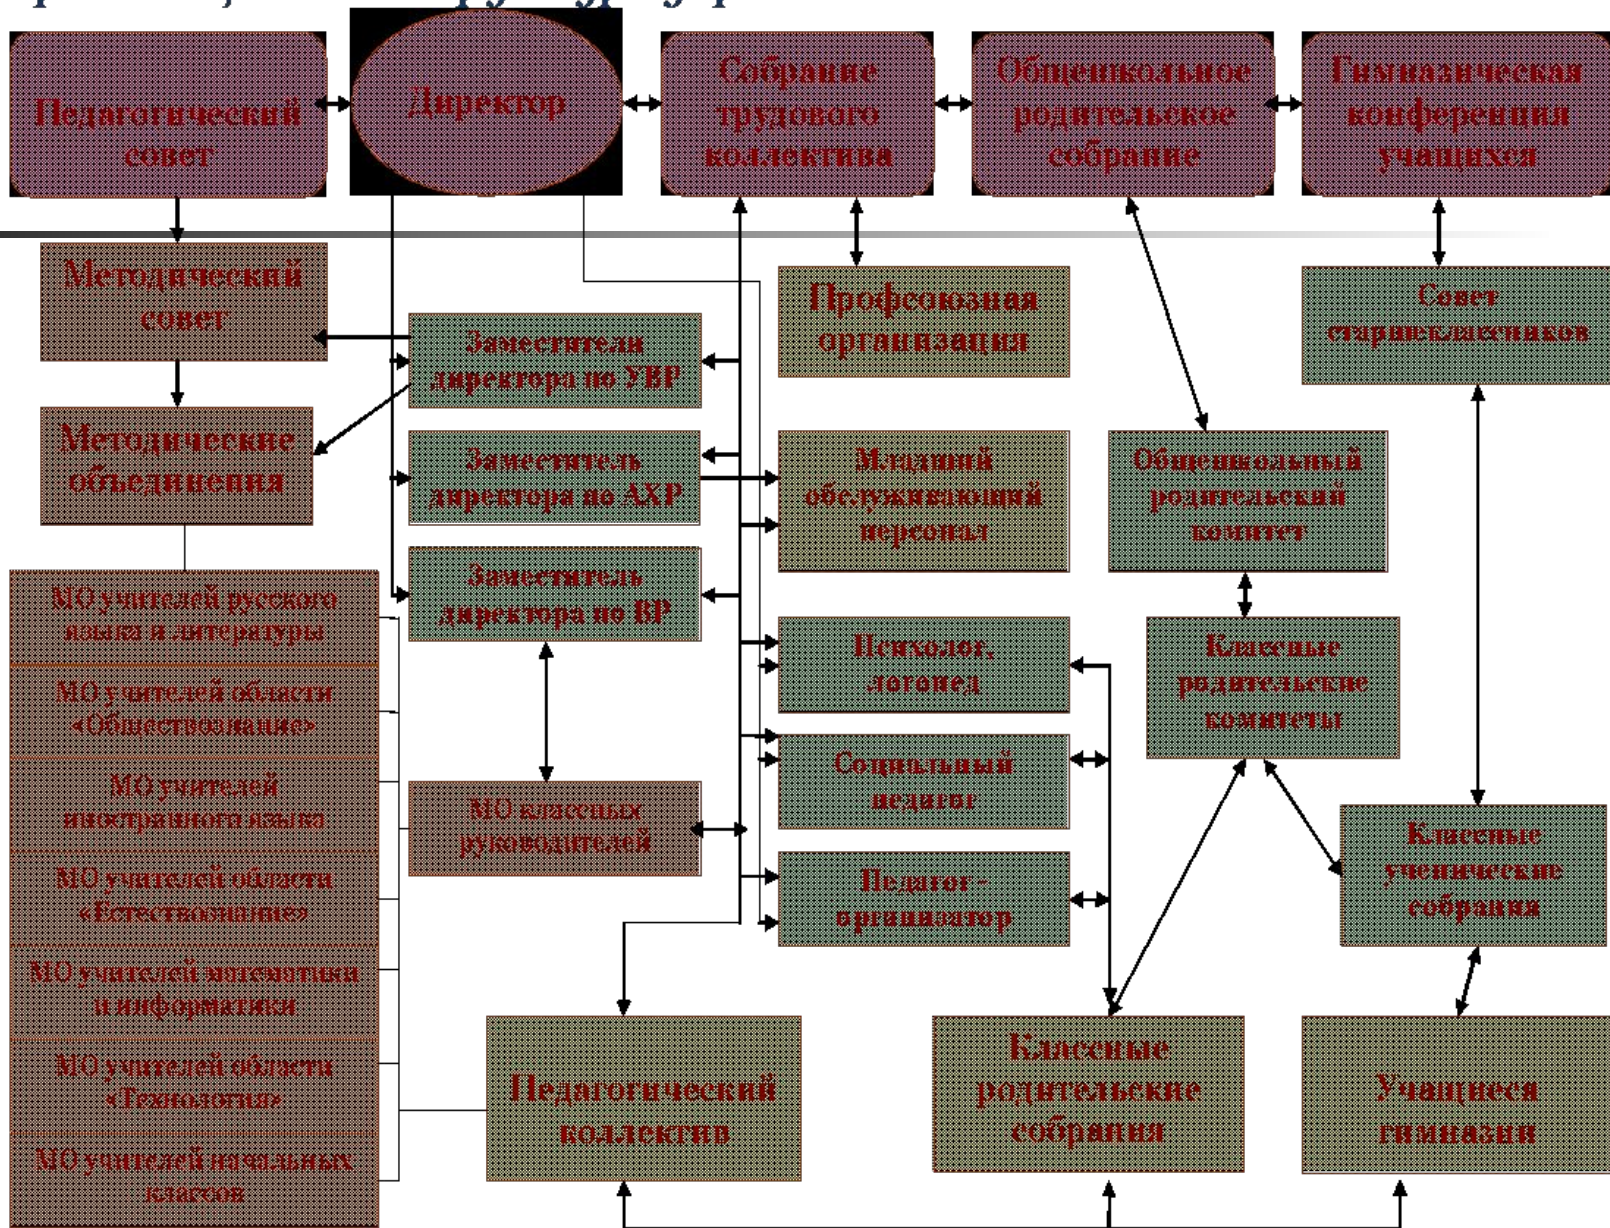 Педагогический
совет
Директор
Собрание
трудового
коллектива
Общешкольное
родительское
собрание
Гимназическая
конференция
учащихся
Методический
совет
Профсоюзная
организация
Совет
старшеклассников
Заместители
директора по УВР
Методические
объединения
Заместитель
директора по АХР
Младший
обслуживающий
персонал
Общешкольный
родительский
комитет
Заместитель
директора по ВР
МО учителей русского
языка и литературы
МО учителей области
«Обществознание»
МО учителей
иностранного языка
МО учителей области
«Естествознание»
МО учителей математики
и информатики
МО учителей области
«Технология»
МО учителей начальных
классов
Психолог,
логопед
Классные
родительские
комитеты
Социальный
педагог
МО классных
руководителей
Классные
ученические
собрания
Педагог -
организатор
Педагогический
коллектив
Классные
родительские
собрания
Учащиеся
гимназии